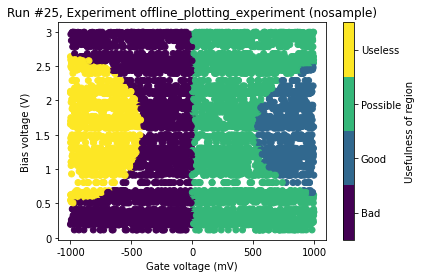 Run #25, Experiment offline_plotting_experiment (nosample)
3
2.5
2
1.5
1
0.5
0
Bias voltage (V)
-1000
-500
0
500
1000
Gate voltage (mV)
Useless
Possible
Good
Bad
Usefulness of region